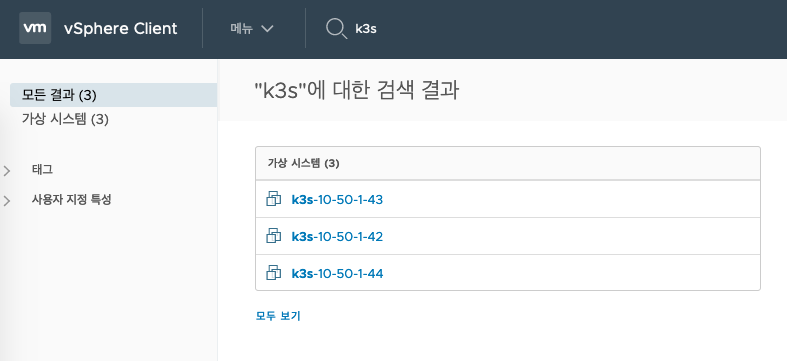 vm vSphere Client 메뉴 k3s
모든 결과 (3)
가상 시스템 (3)
태그
사용자 지정 특성
"k3s"에 대한 검색 결과
가상 시스템 (3)
k3s-10-50-1-43
k3s-10-50-1-42
k3s-10-50-1-44
모두 보기